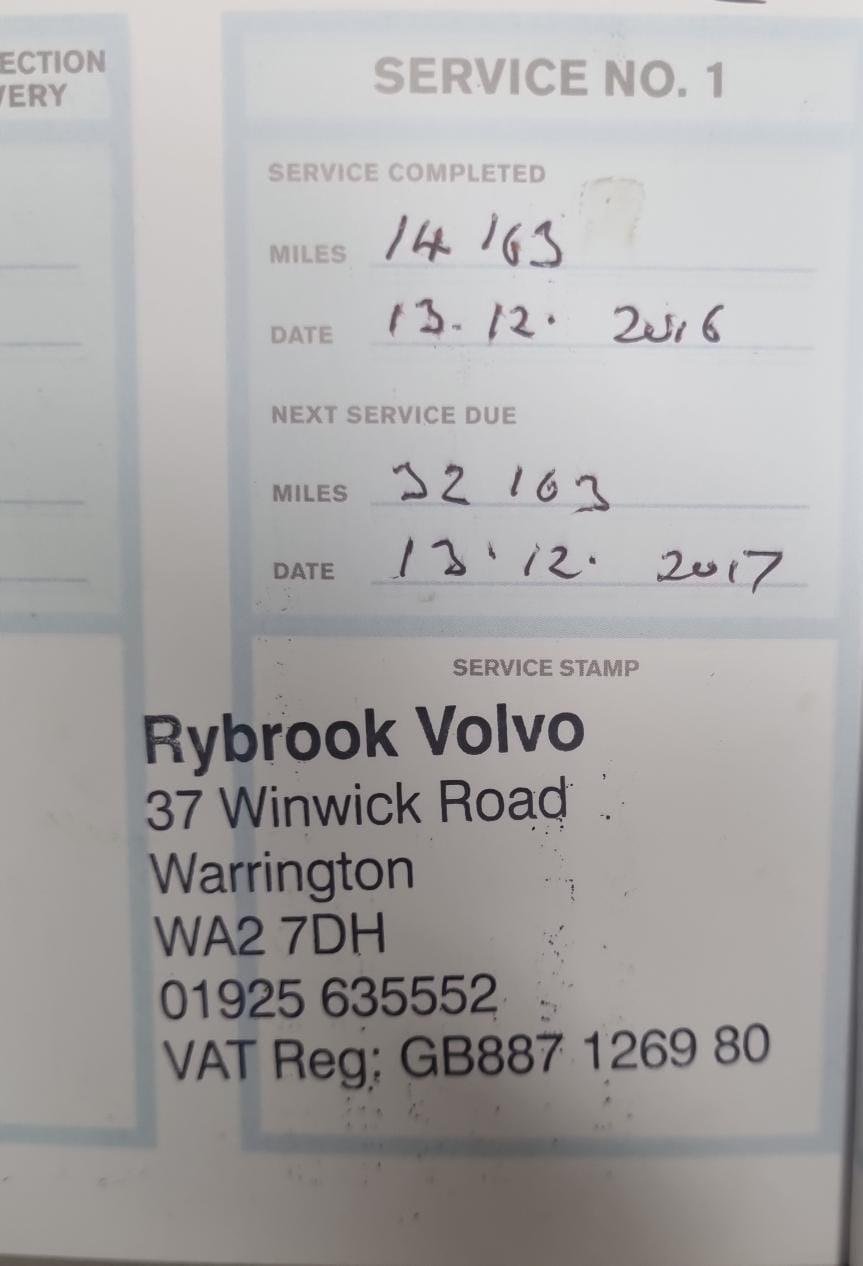 ECTION
VERY
SERVICE NO. 1
SERVICE COMPLETED
MILES 14 163
DATE 13. 12. 2016
NEXT SERVICE DUE
MILES 32 163
DATE 13. 12. 2017
SERVICE STAMP
Rybrook Volvo
37 Winwick Road
Warrington
WA2 7DH
01925 635552
VAT Reg: GB887 1269 80